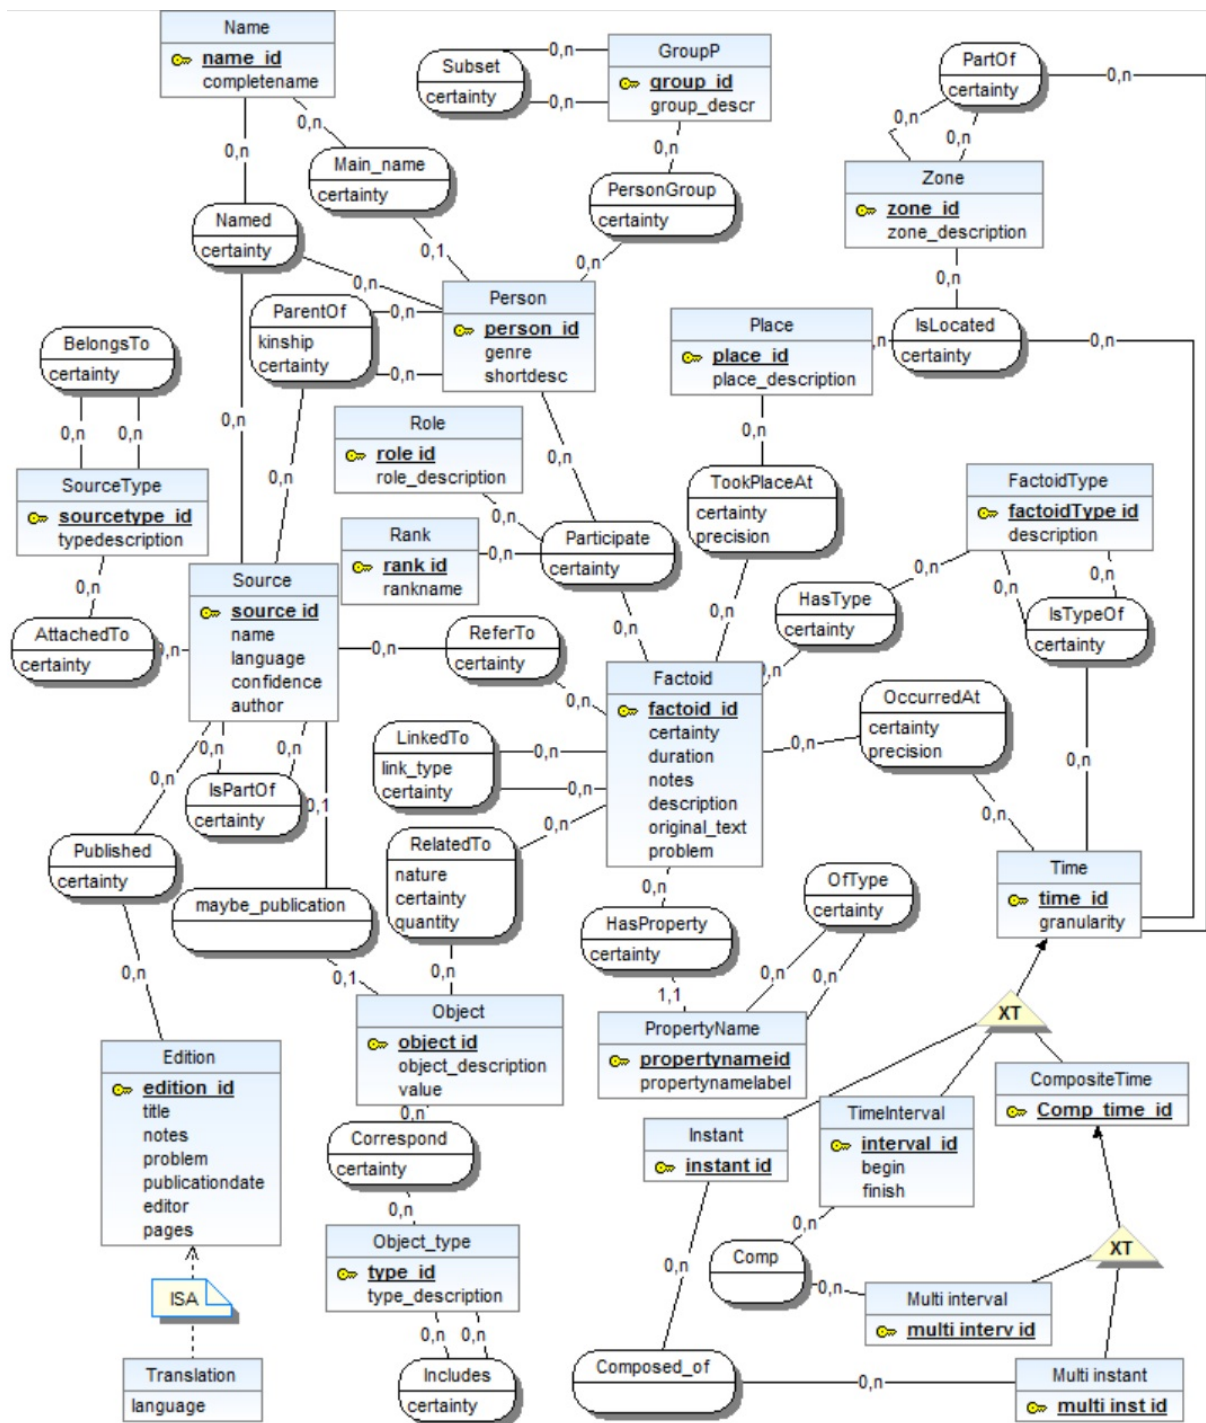 Name
name_id
completename
0,n
0,n
Main_name
certainty
0,1
Named
certainty
0,n
0,n
Subset
certainty
0,n
0,n
GroupP
group_id
group_descr
0,n
PersonGroup
certainty
0,n
PartOf
certainty
0,n
0,n
0,n
Zone
zone_id
zone_description
0,n
IsLocated
certainty
0,n
,n
Person
person_id
genre
shortdesc
ParentOf
kinship
certainty
0,n
0,n
0,n
Place
place_id
place_description
0,n
BelongsTo
certainty
0,n
0,n
SourceType
sourcetype_id
typedescription
0,n
AttachedTo
certainty
0,n
Role
role_id
role_description
0,n
0,n
Rank
rank_id
rankname
0,n
Participate
certainty
0,n
TookPlaceAt
certainty
precision
0,n
FactoidType
factoidType_id
description
0,n
0,n
0,n
HasType
certainty
0,n
IsTypeOf
certainty
0,n
Source
source_id
name
language
confidence
author
0,n
ReferTo
certainty
0,n
Factoid
factoid_id
certainty
duration
notes
description
original_text
problem
OccurredAt
certainty
precision
0,n
0,n
LinkedTo
link_type
certainty
0,n
0,n
0,n
0,n
IsPartOf
certainty
0,n
0,1
Published
certainty
0,n
maybe_publication
0,1
RelatedTo
nature
certainty
quantity
0,n
0,n
0,n
HasProperty
certainty
1,1
OfType
certainty
0,n
0,n
Time
time_id
granularity
XT
Object
object_id
object_description
value
0,n
PropertyName
propertynameid
propertynamelabel
Edition
edition_id
title
notes
problem
publicationdate
editor
pages
Correspond
certainty
0,n
Instant
instant_id
0,n
TimeInterval
interval_id
begin
finish
0,n
CompositeTime
Comp_time_id
XT
Object_type
type_id
type_description
0,n
0,n
Comp
0,n
Multi interval
multi interv id
ISA
Translation
language
Includes
certainty
Composed_of
0,n
Multi instant
multi inst id